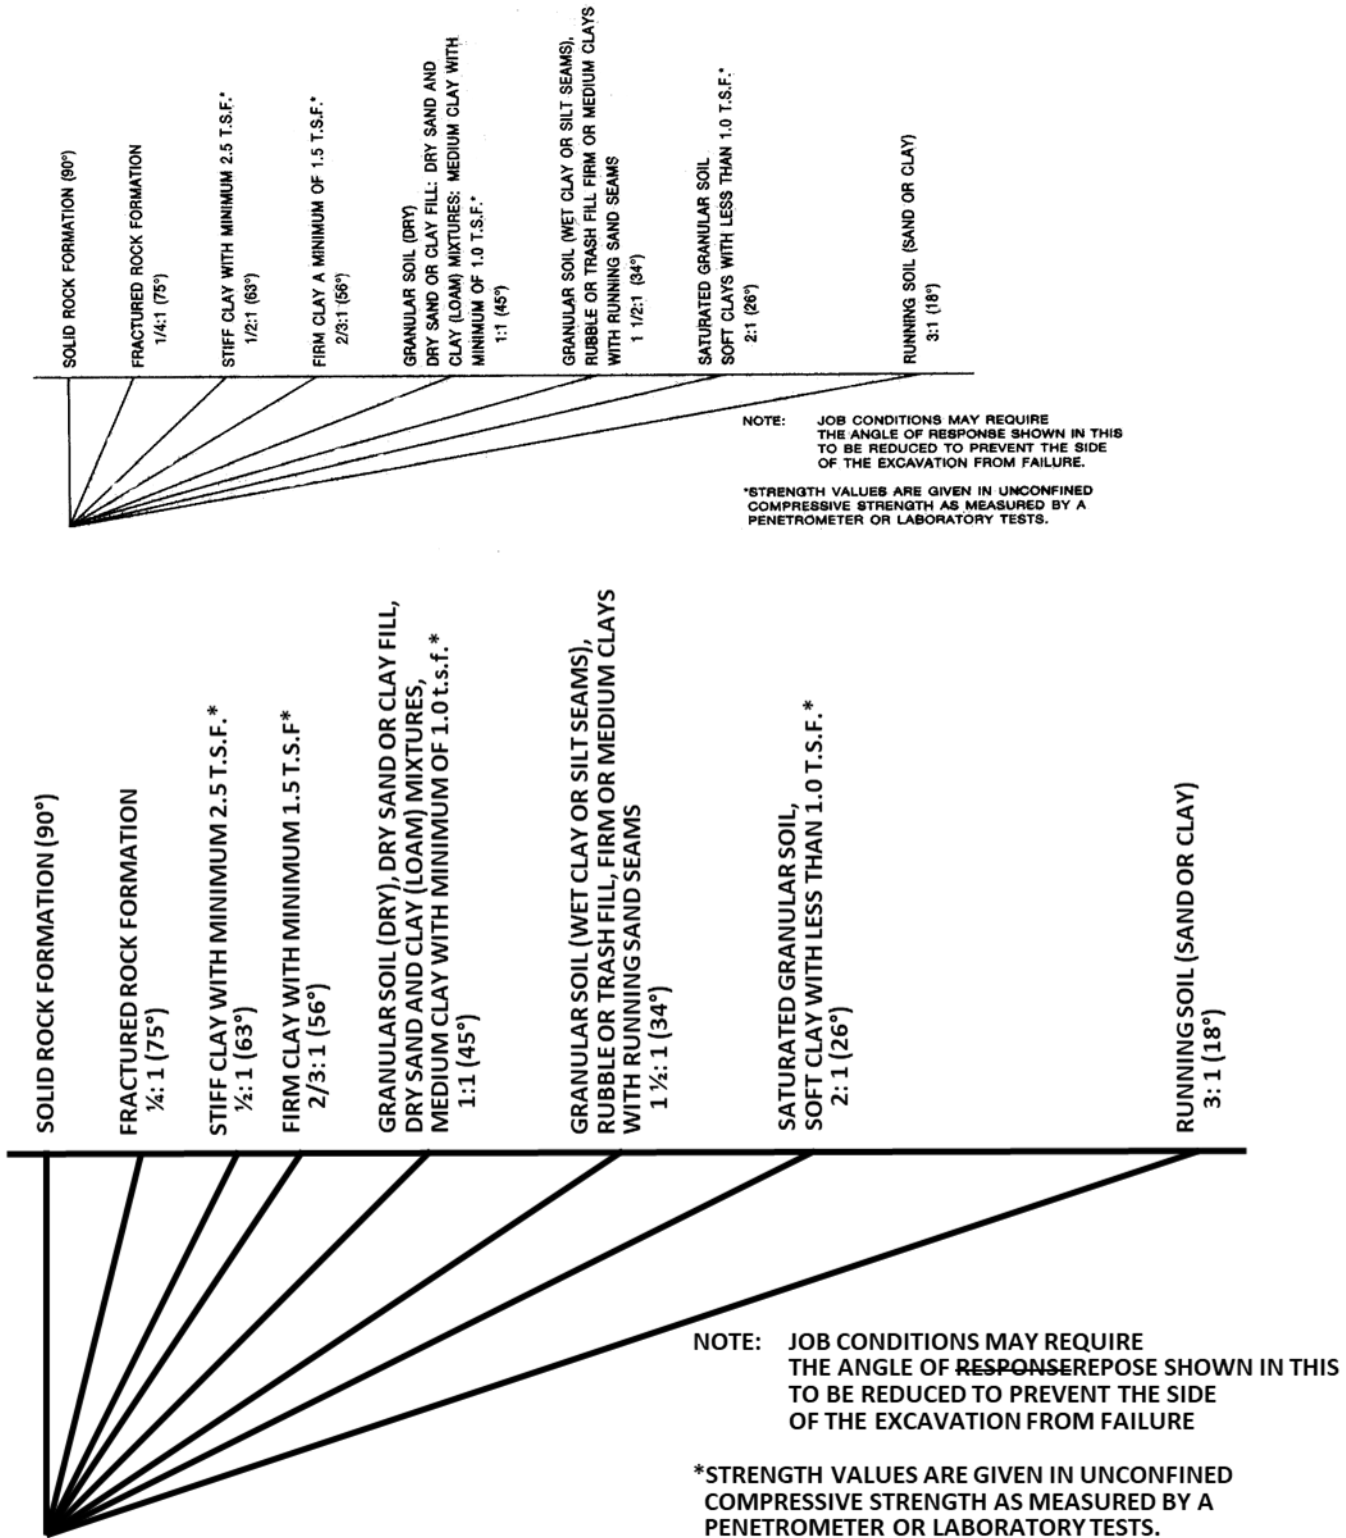 SOLID ROCK FORMATION (90°)
FRACTURED ROCK FORMATION
1/4:1 (75°)
STIFF CLAY WITH MINIMUM 2.5 T.S.F.*
1/2:1 (63°)
FIRM CLAY A MINIMUM OF 1.5 T.S.F.*
2/3:1 (56°)
GRANULAR SOIL (DRY)
DRY SAND OR CLAY FILL: DRY SAND AND
CLAY (LOAM) MIXTURES: MEDIUM CLAY WITH
MINIMUM OF 1.0 T.S.F.*
1:1 (45°)
GRANULAR SOIL (WET CLAY OR SILT SEAMS),
RUBBLE OR TRASH FILL FIRM OR MEDIUM CLAYS
WITH RUNNING SAND SEAMS
1 1/2:1 (34°)
SATURATED GRANULAR SOIL
SOFT CLAYS WITH LESS THAN 1.0 T.S.F.*
2:1 (26°)
RUNNING SOIL (SAND OR CLAY)
3:1 (18°)
NOTE: JOB CONDITIONS MAY REQUIRE
THE ANGLE OF RESPONSE SHOWN IN THIS
TO BE REDUCED TO PREVENT THE SIDE
OF THE EXCAVATION FROM FAILURE.
*STRENGTH VALUES ARE GIVEN IN UNCONFINED
COMPRESSIVE STRENGTH AS MEASURED BY A
PENETROMETER OR LABORATORY TESTS.
SOLID ROCK FORMATION (90°)
FRACTURED ROCK FORMATION
¼: 1 (75°)
STIFF CLAY WITH MINIMUM 2.5 T.S.F.*
½: 1 (63°)
FIRM CLAY WITH MINIMUM 1.5 T.S.F*
2/3: 1 (56°)
GRANULAR SOIL (DRY), DRY SAND OR CLAY FILL,
DRY SAND AND CLAY (LOAM) MIXTURES,
MEDIUM CLAY WITH MINIMUM OF 1.0 t.s.f.*
1:1 (45°)
GRANULAR SOIL (WET CLAY OR SILT SEAMS),
RUBBLE OR TRASH FILL, FIRM OR MEDIUM CLAYS
WITH RUNNING SAND SEAMS
1 ½: 1 (34°)
SATURATED GRANULAR SOIL,
SOFT CLAY WITH LESS THAN 1.0 T.S.F.*
2: 1 (26°)
RUNNING SOIL (SAND OR CLAY)
3: 1 (18°)
NOTE: JOB CONDITIONS MAY REQUIRE
THE ANGLE OF RESPONSEREPOSE SHOWN IN THIS
TO BE REDUCED TO PREVENT THE SIDE
OF THE EXCAVATION FROM FAILURE
*STRENGTH VALUES ARE GIVEN IN UNCONFINED
COMPRESSIVE STRENGTH AS MEASURED BY A
PENETROMETER OR LABORATORY TESTS.